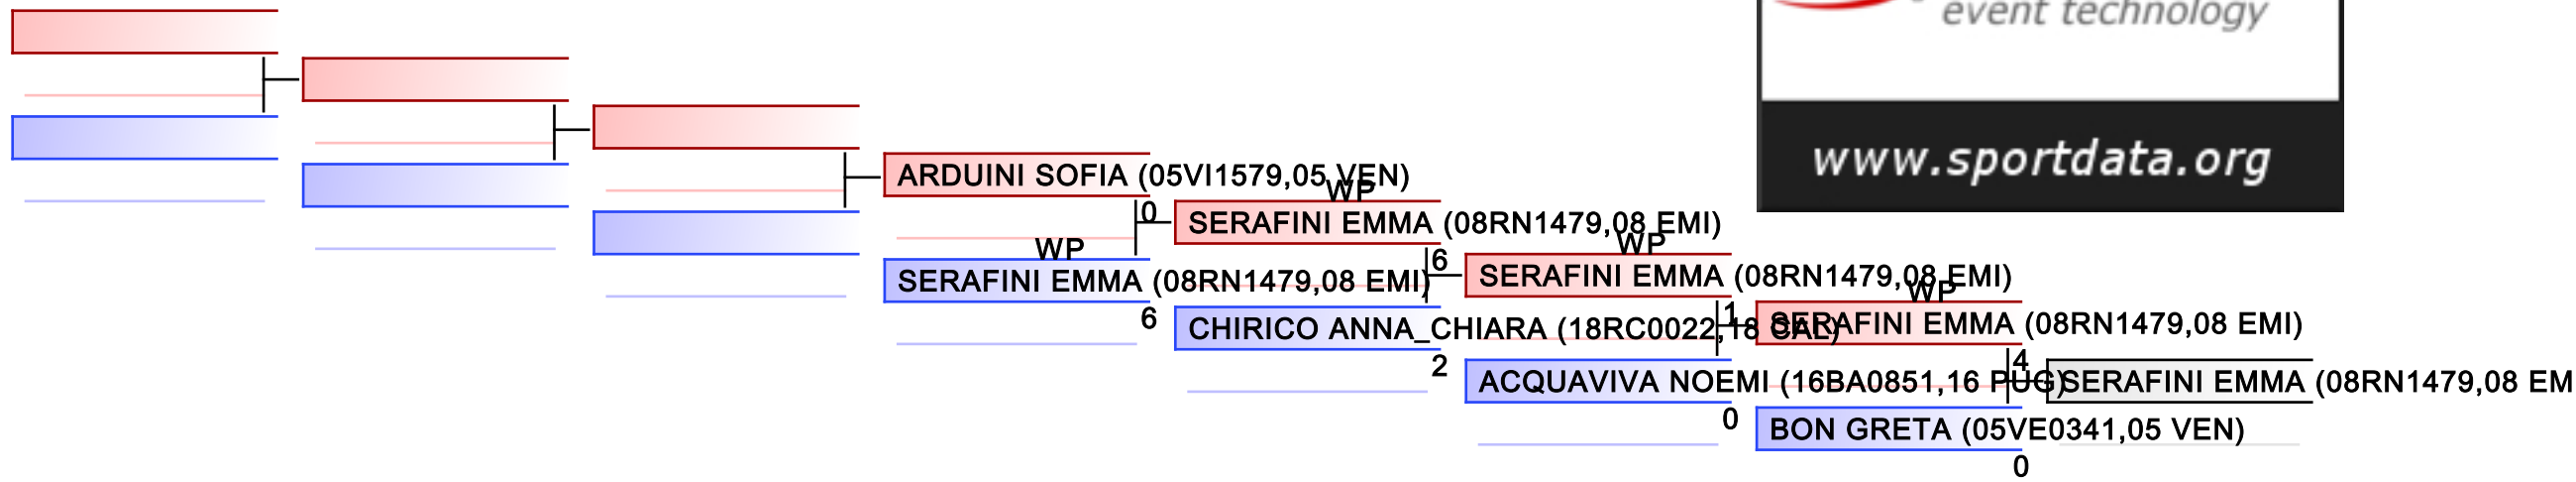 event technology
www.sportdata.org
ARDUINI SOFIA (05VI1579,05 VEN)
WP
0
SERAFINI EMMA (08RN1479,08 EMI)
WP
WP
6
SERAFINI EMMA (08RN1479,08 EMI)
SERAFINI EMMA (08RN1479,08 EMI)
WP
6
1
CHIRICO ANNA_CHIARA (18RC0022,18 CAL)
SERAFINI EMMA (08RN1479,08 EMI)
2
4
ACQUAVIVA NOEMI (16BA0851,16 PUG)
SERAFINI EMMA (08RN1479,08 EM
0
BON GRETA (05VE0341,05 VEN)
0